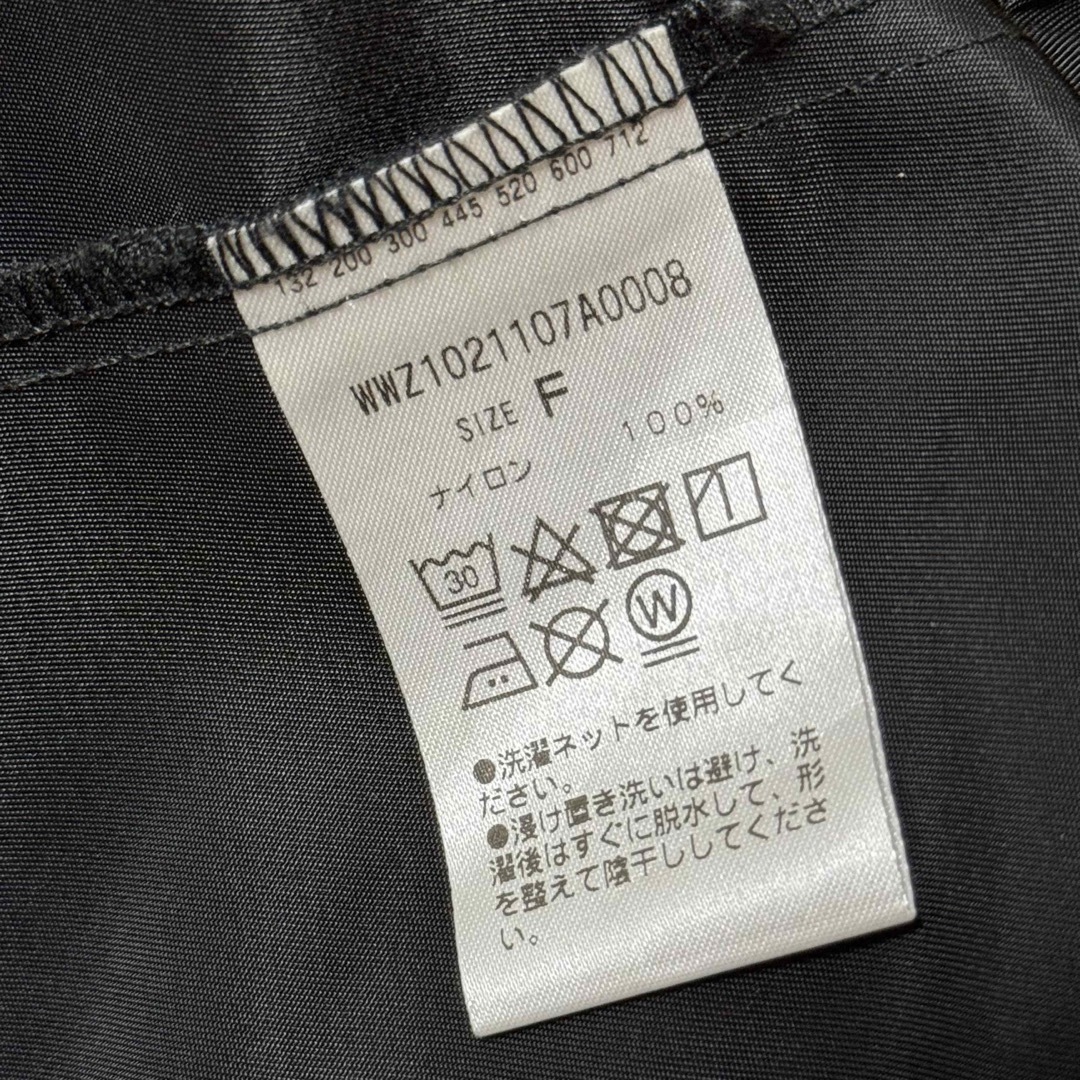 132 200 300 445 520 600 712
WWZ1021107A0008
SIZE F
ナイロン 100%
30
W
●洗濯ネットを使用してく
ださい。
●浸け置き洗いは避け、洗
濯後はすぐに脱水して、形
を整えて陰干ししてくださ
い。